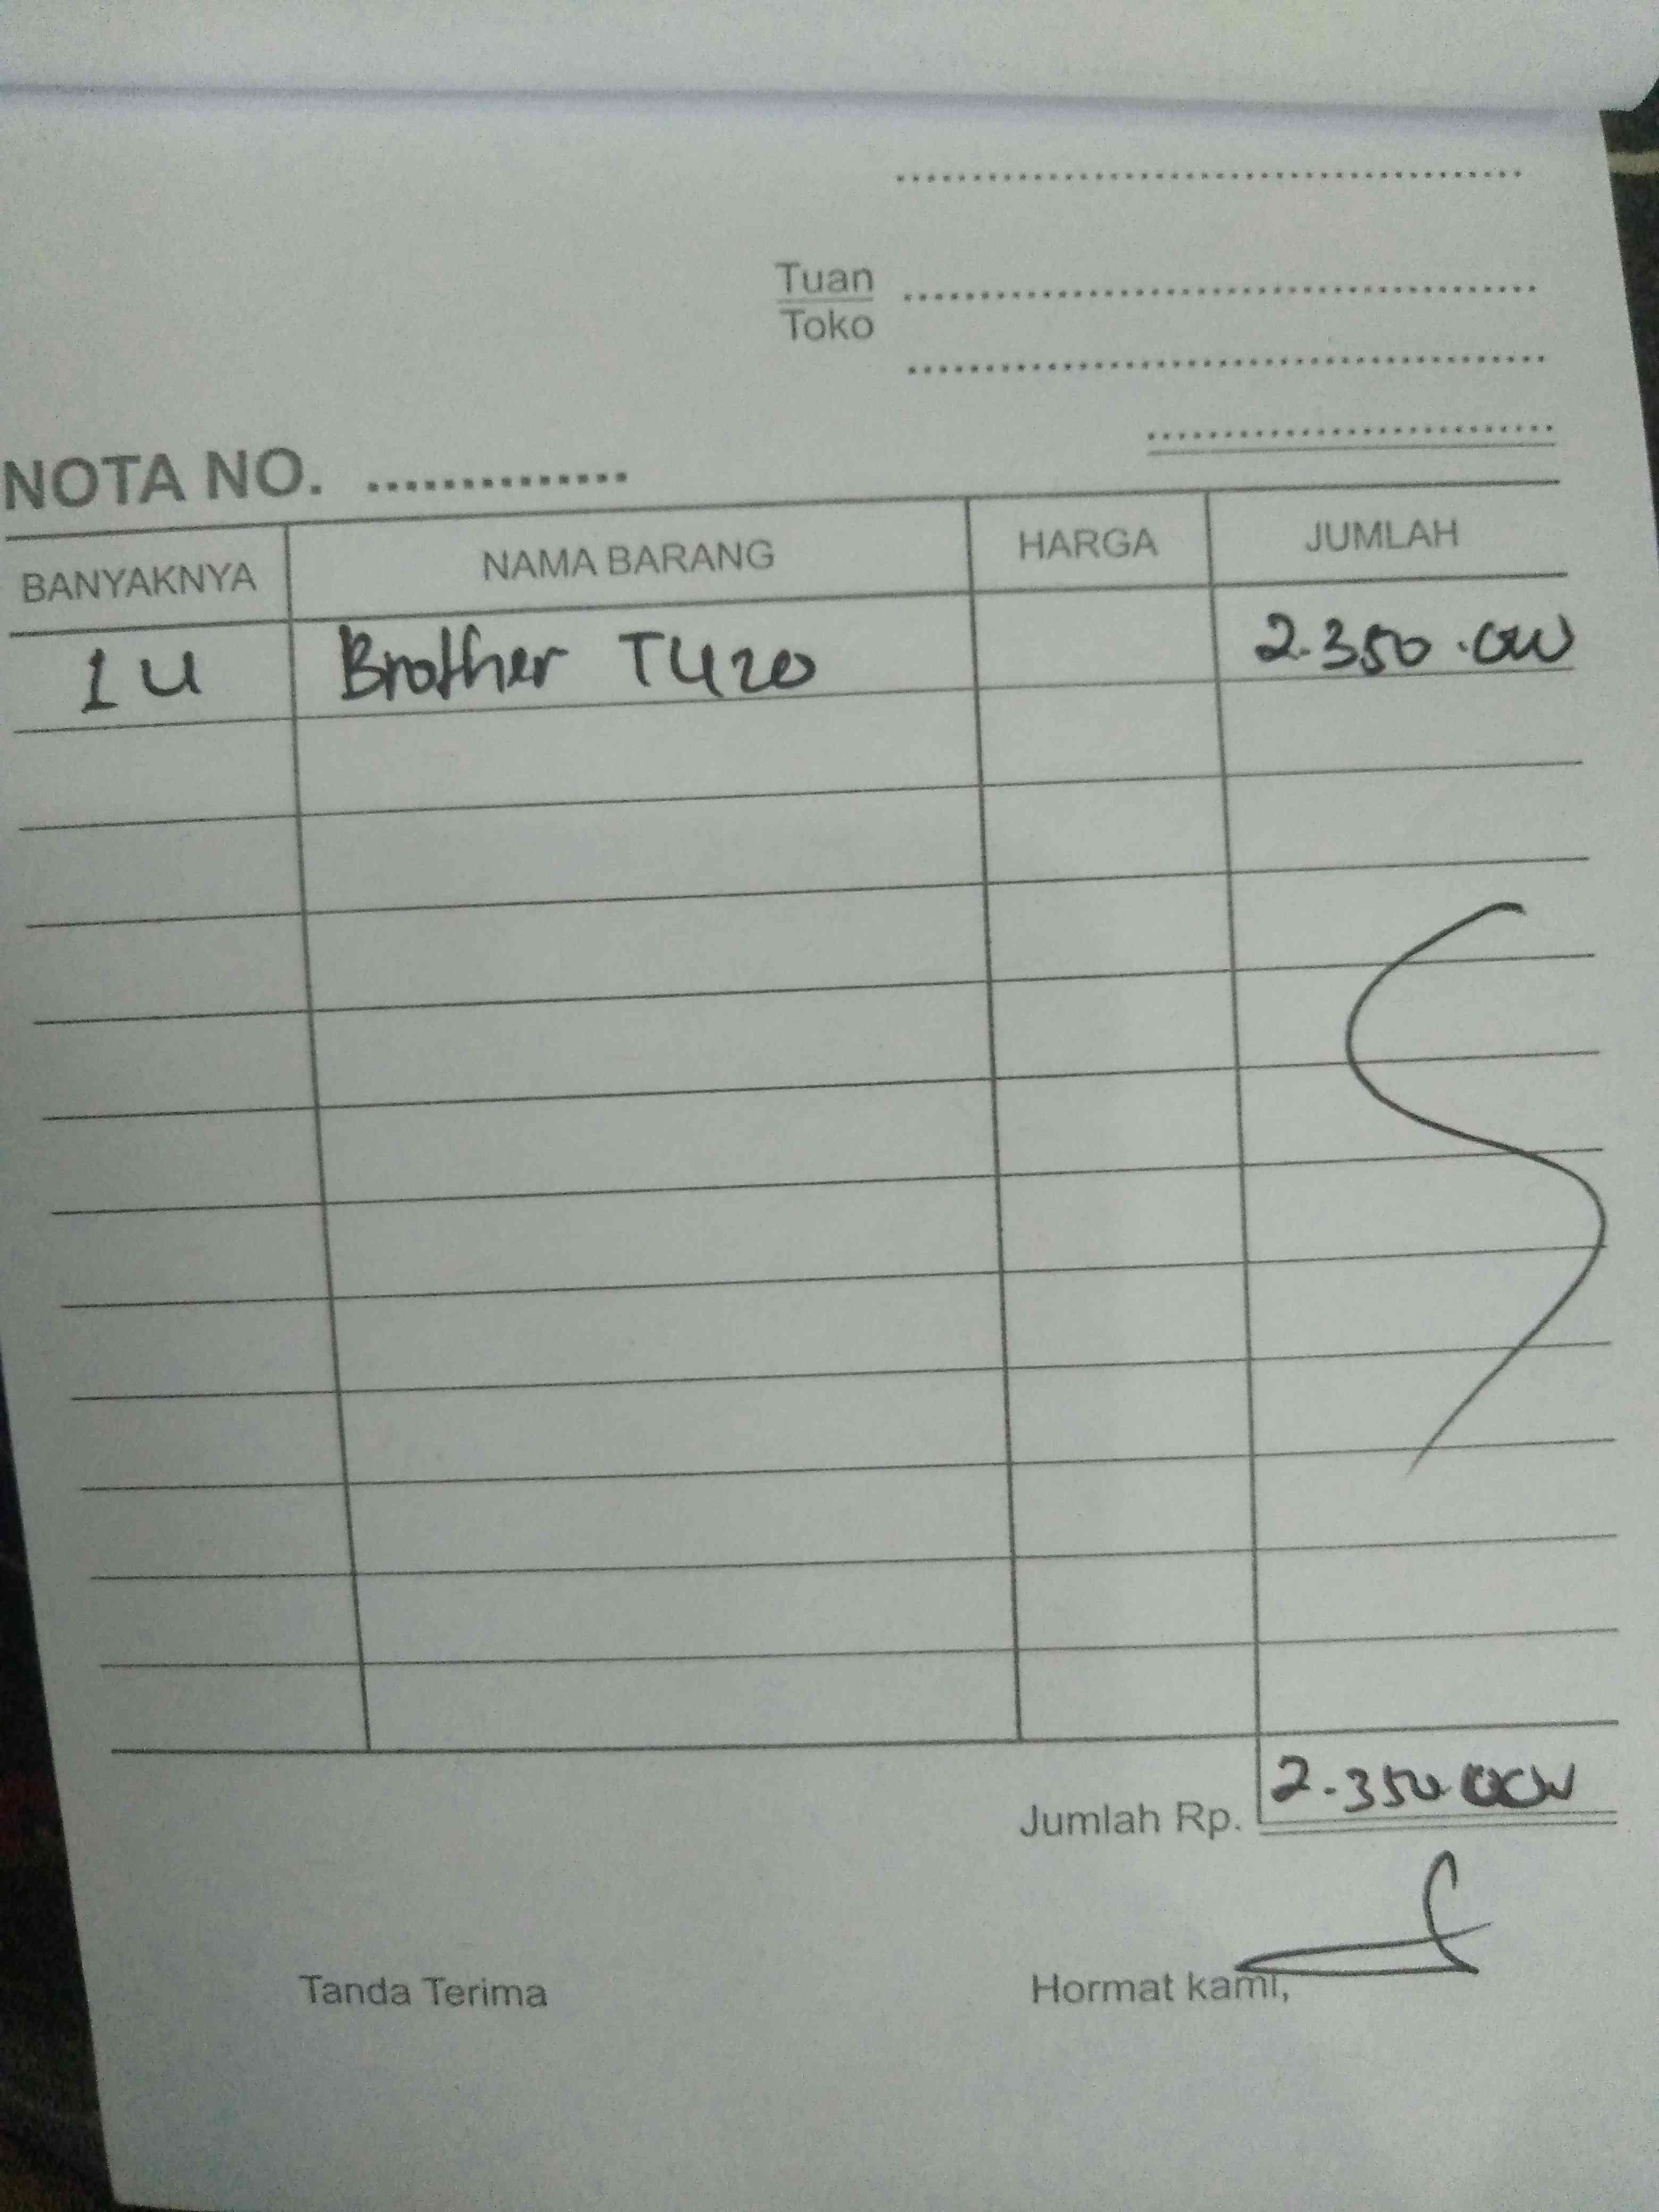 Tuan
Toko
NOTA NO. ..............
BANYAKNYA NAMA BARANG HARGA JUMLAH
1 U Brother T420 2.350.000
Jumlah Rp. 2.350.000
Tanda Terima Hormat kami,